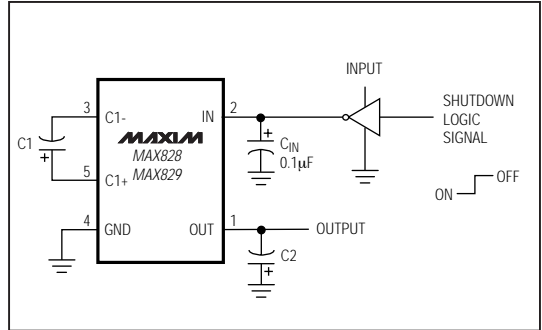 INPUT
SHUTDOWN
LOGIC
SIGNAL
3
C1-
IN
2
MAXIM
MAX828
MAX829
C1
+
5
C1+
+
CIN
0.1µF
ON
OFF
4
GND
OUT
1
OUTPUT
C2
+